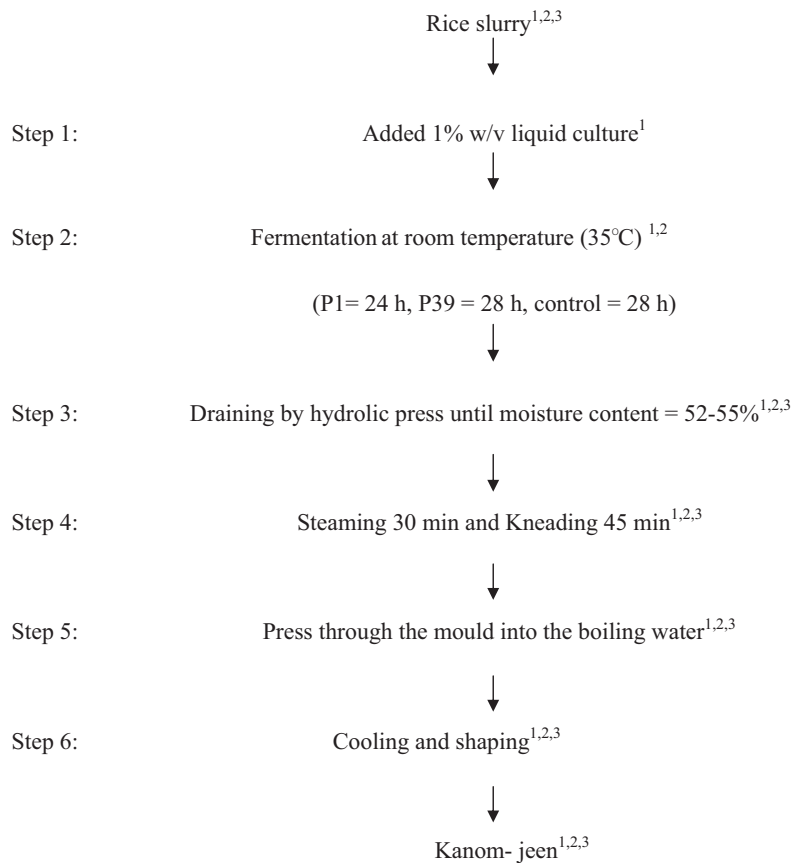 Rice slurry1,2,3
Step 1: Added 1% w/v liquid culture1
Step 2: Fermentation at room temperature (35℃) 1,2
(P1= 24 h, P39 = 28 h, control = 28 h)
Step 3: Draining by hydrolic press until moisture content = 52-55%1,2,3
Step 4: Steaming 30 min and Kneading 45 min1,2,3
Step 5: Press through the mould into the boiling water1,2,3
Step 6: Cooling and shaping1,2,3
Kanom- jeen1,2,3